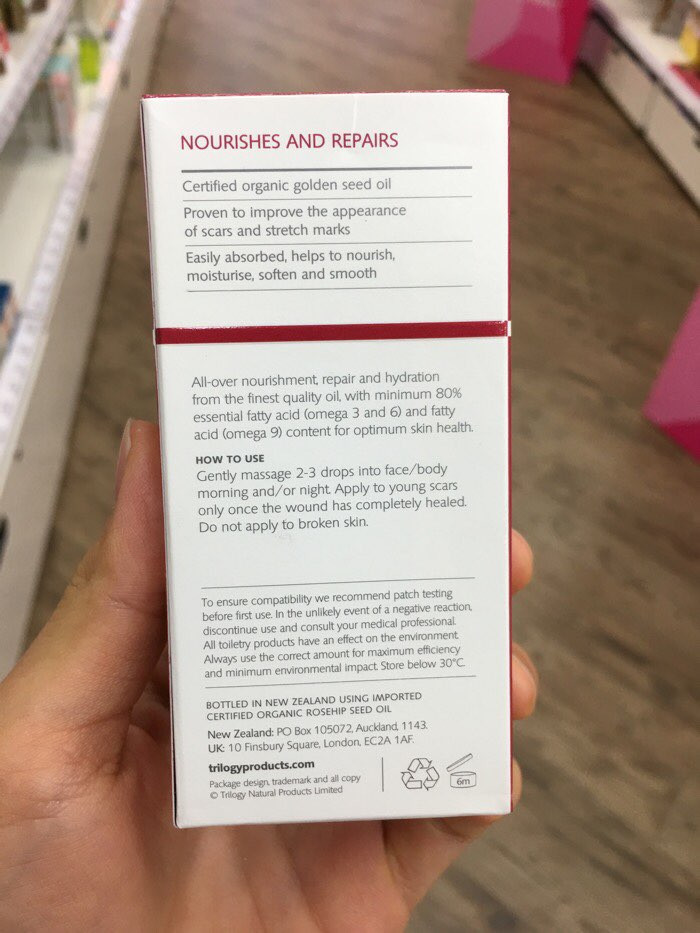 NOURISHES AND REPAIRS
Certified organic golden seed oil
Proven to improve the appearance
of scars and stretch marks
Easily absorbed, helps to nourish,
moisturise, soften and smooth
All-over nourishment, repair and hydration
from the finest quality oil, with minimum 80%
essential fatty acid (omega 3 and 6) and fatty
acid (omega 9) content for optimum skin health.
HOW TO USE
Gently massage 2-3 drops into face/body
morning and/or night. Apply to young scars
only once the wound has completely healed.
Do not apply to broken skin.
To ensure compatibility we recommend patch testing
before first use. In the unlikely event of a negative reaction,
discontinue use and consult your medical professional.
All toiletry products have an effect on the environment.
Always use the correct amount for maximum efficiency
and minimum environmental impact. Store below 30°C.
BOTTLED IN NEW ZEALAND USING IMPORTED
CERTIFIED ORGANIC ROSEHIP SEED OIL
New Zealand: PO Box 105072, Auckland, 1143.
UK: 10 Finsbury Square, London, EC2A 1AF.
trilogyproducts.com
Package design, trademark and all copy
© Trilogy Natural Products Limited
6m